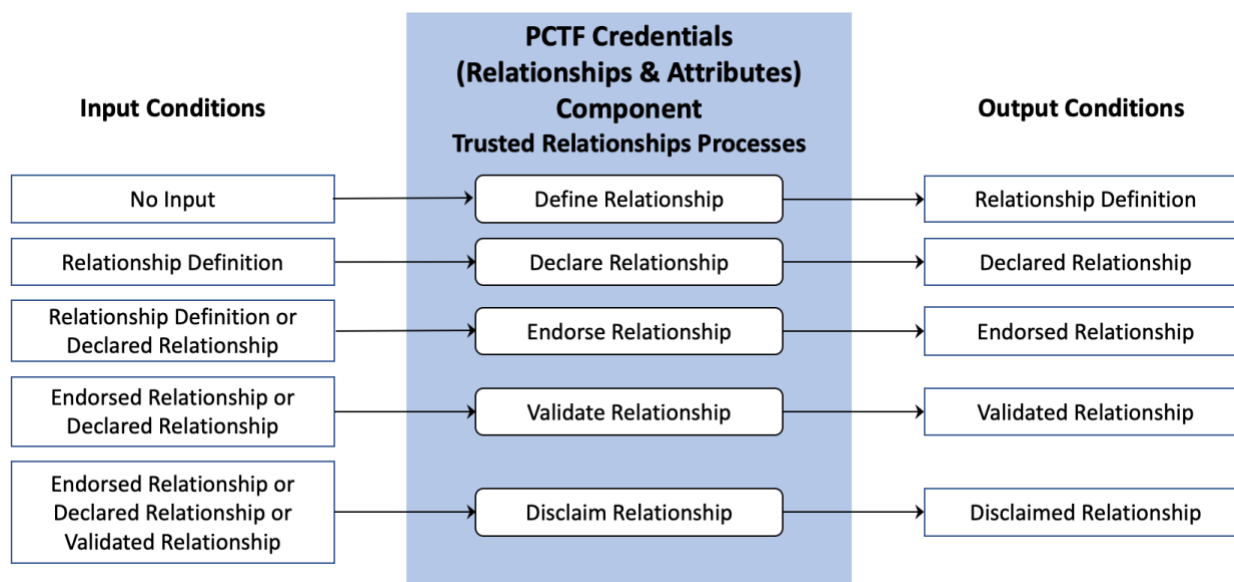 PCTF Credentials
(Relationships & Attributes)
Component
Trusted Relationships Processes
Input Conditions
Output Conditions
No Input
Define Relationship
Relationship Definition
Relationship Definition
Declare Relationship
Declared Relationship
Relationship Definition or
Declared Relationship
Endorse Relationship
Endorsed Relationship
Endorsed Relationship or
Declared Relationship
Validate Relationship
Validated Relationship
Endorsed Relationship or
Declared Relationship or
Validated Relationship
Disclaim Relationship
Disclaimed Relationship